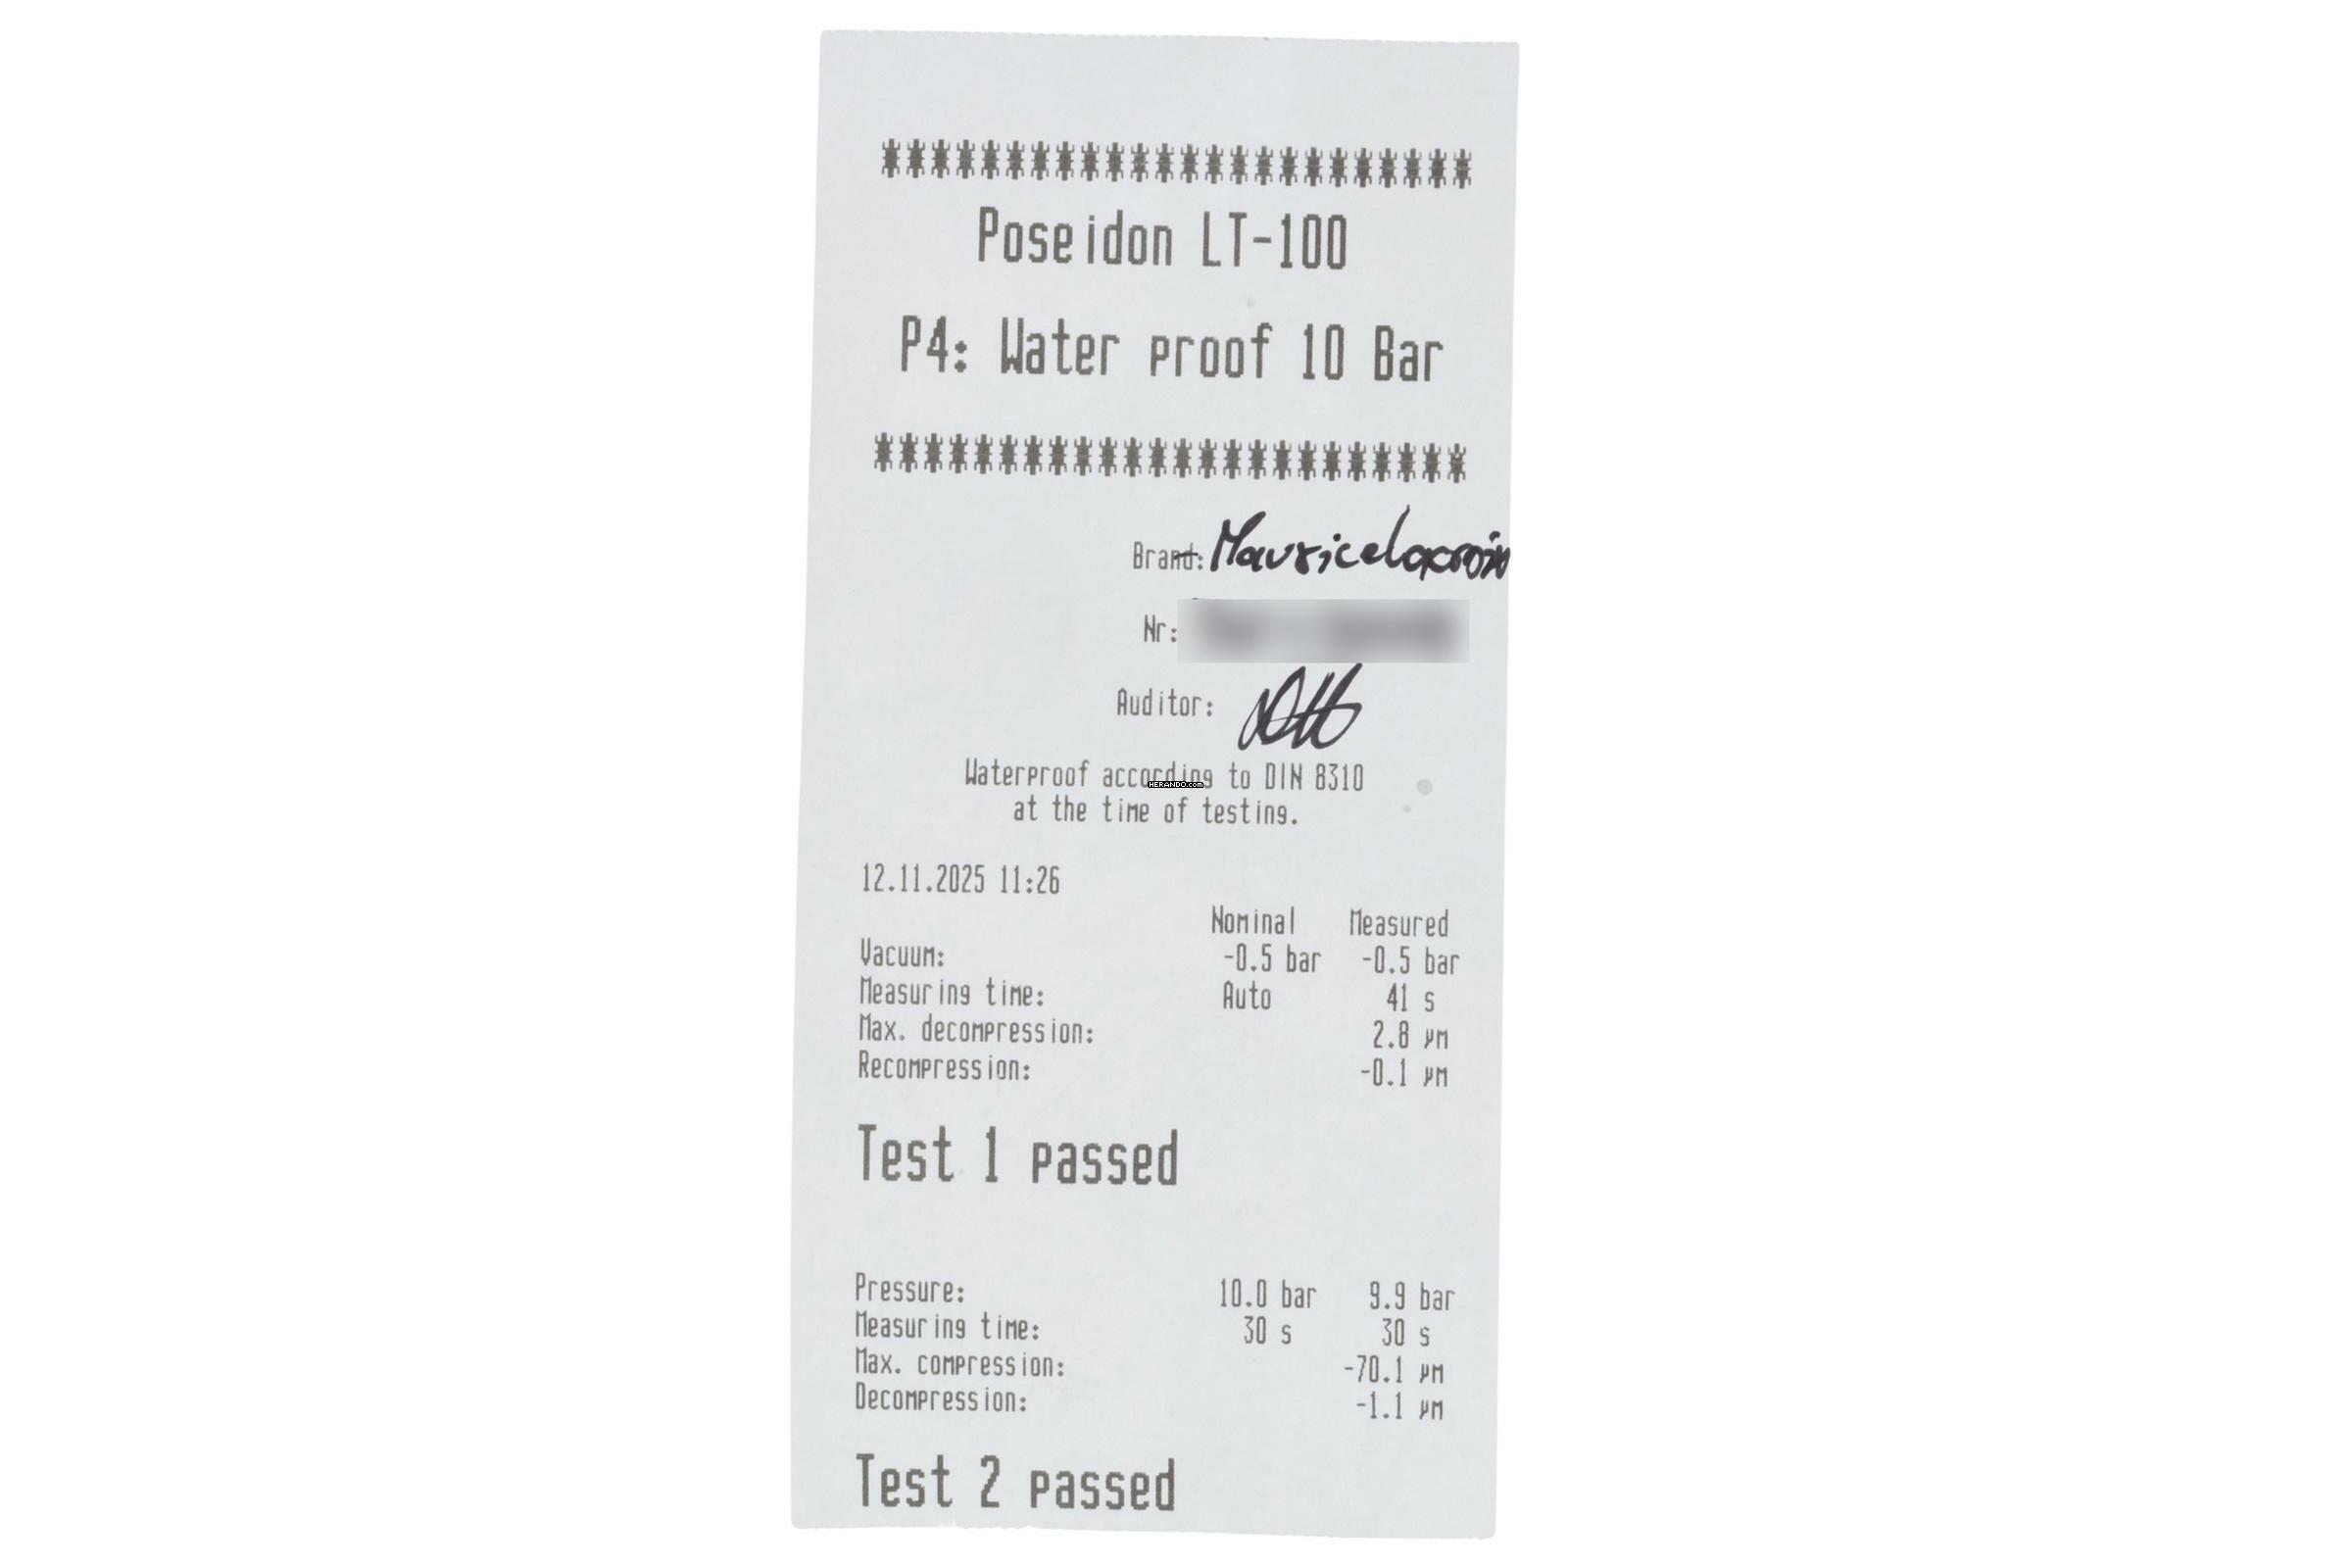 Poseidon LT-100
P4: Water proof 10 Bar
Brand: Mauricelacroix
Nr:
Auditor:
Waterproof according to DIN 8310
HERANDO.com
at the time of testing.
12.11.2025 11:26
Nominal Measured
Vacuum: -0.5 bar -0.5 bar
Measuring time: Auto 41 s
Max. decompression: 2.8 µm
Recompression: -0.1 µm
Test 1 passed
Pressure: 10.0 bar 9.9 bar
Measuring time: 30 s 30 s
Max. compression: -70.1 µm
Decompression: -1.1 µm
Test 2 passed